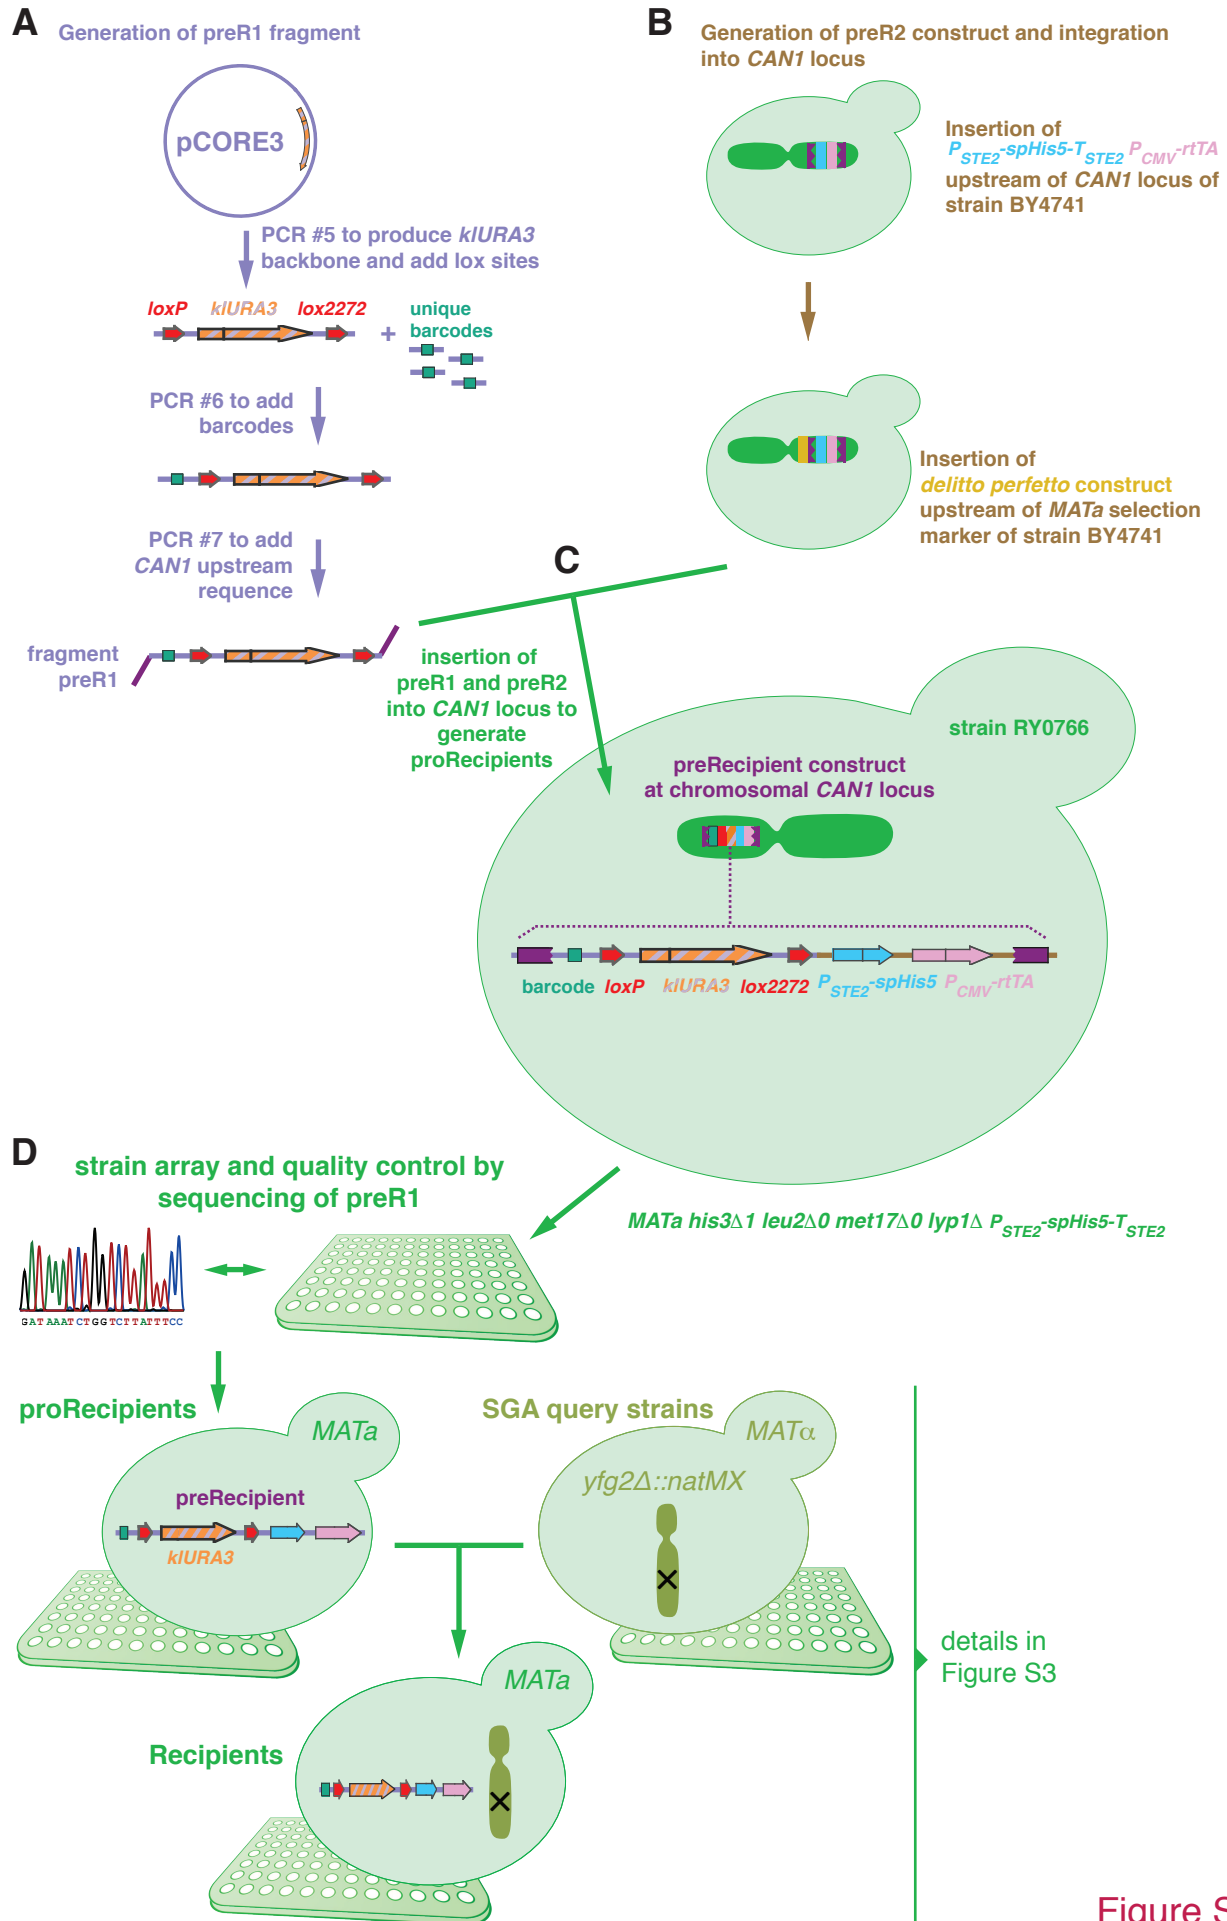 A
Generation of preR1 fragment
pCORE3
PCR #5 to produce klURA3
backbone and add lox sites
loxP klURA3 lox2272
+
unique
barcodes
PCR #6 to add
barcodes
PCR #7 to add
CAN1 upstream
requence
fragment
preR1
B
Generation of preR2 construct and integration
into CAN1 locus
Insertion of
PSTE2-spHis5-TSTE2 PCMV-rtTA
upstream of CAN1 locus of
strain BY4741
Insertion of
delitto perfetto construct
upstream of MATa selection
marker of strain BY4741
C
insertion of
preR1 and preR2
into CAN1 locus to
generate
proRecipients
strain RY0766
preRecipient construct
at chromosomal CAN1 locus
barcode loxP klURA3 lox2272 PSTE2-spHis5 PCMV-rtTA
MATa his3Δ1 leu2Δ0 met17Δ0 lyp1Δ PSTE2-spHis5-TSTE2
D
strain array and quality control by
sequencing of preR1
GATAAATCTGGTCTTATTTCC
proRecipients
MATa
preRecipient
klURA3
SGA query strains
MATα
yfg2Δ::natMX
details in
Figure S3
Recipients
MATa
Figure S